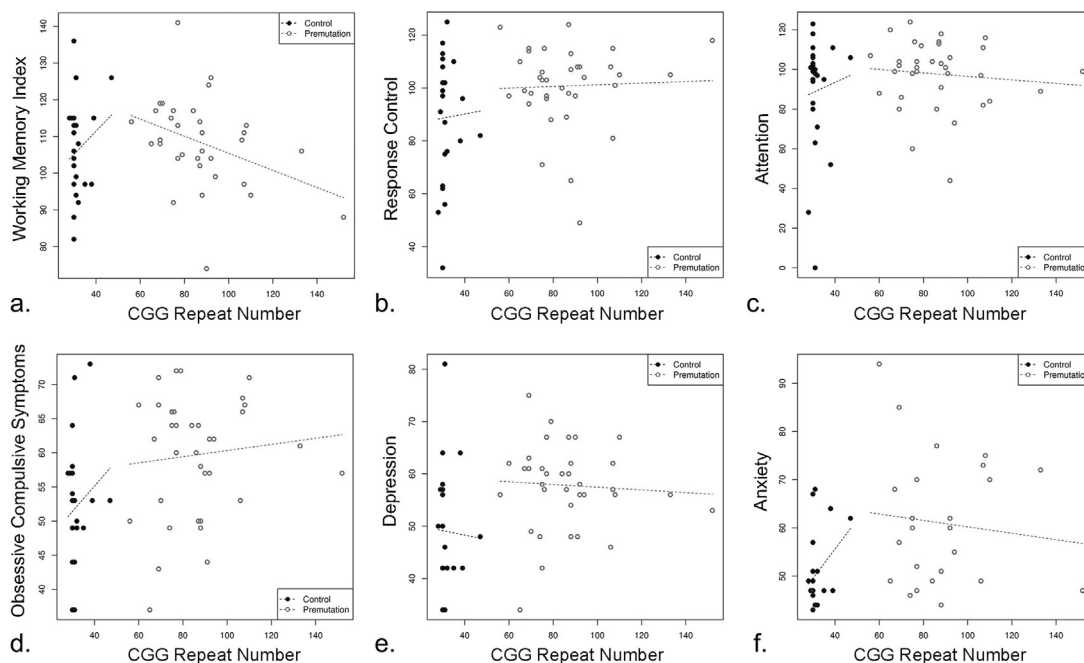 Control
Premutation
Working Memory Index
140
130
120
110
100
90
80
40
60
80
100
120
140
CGG Repeat Number
a.
Control
Premutation
Response Control
120
100
80
60
40
40
60
80
100
120
140
CGG Repeat Number
b.
Control
Premutation
Attention
120
100
80
60
40
20
0
40
60
80
100
120
140
CGG Repeat Number
c.
Control
Premutation
Obsessive Compulsive Symptoms
70
65
60
55
50
45
40
40
60
80
100
120
140
CGG Repeat Number
d.
Control
Premutation
Depression
80
70
60
50
40
40
60
80
100
120
140
CGG Repeat Number
e.
Control
Premutation
Anxiety
90
80
70
60
50
40
60
80
100
120
140
CGG Repeat Number
f.